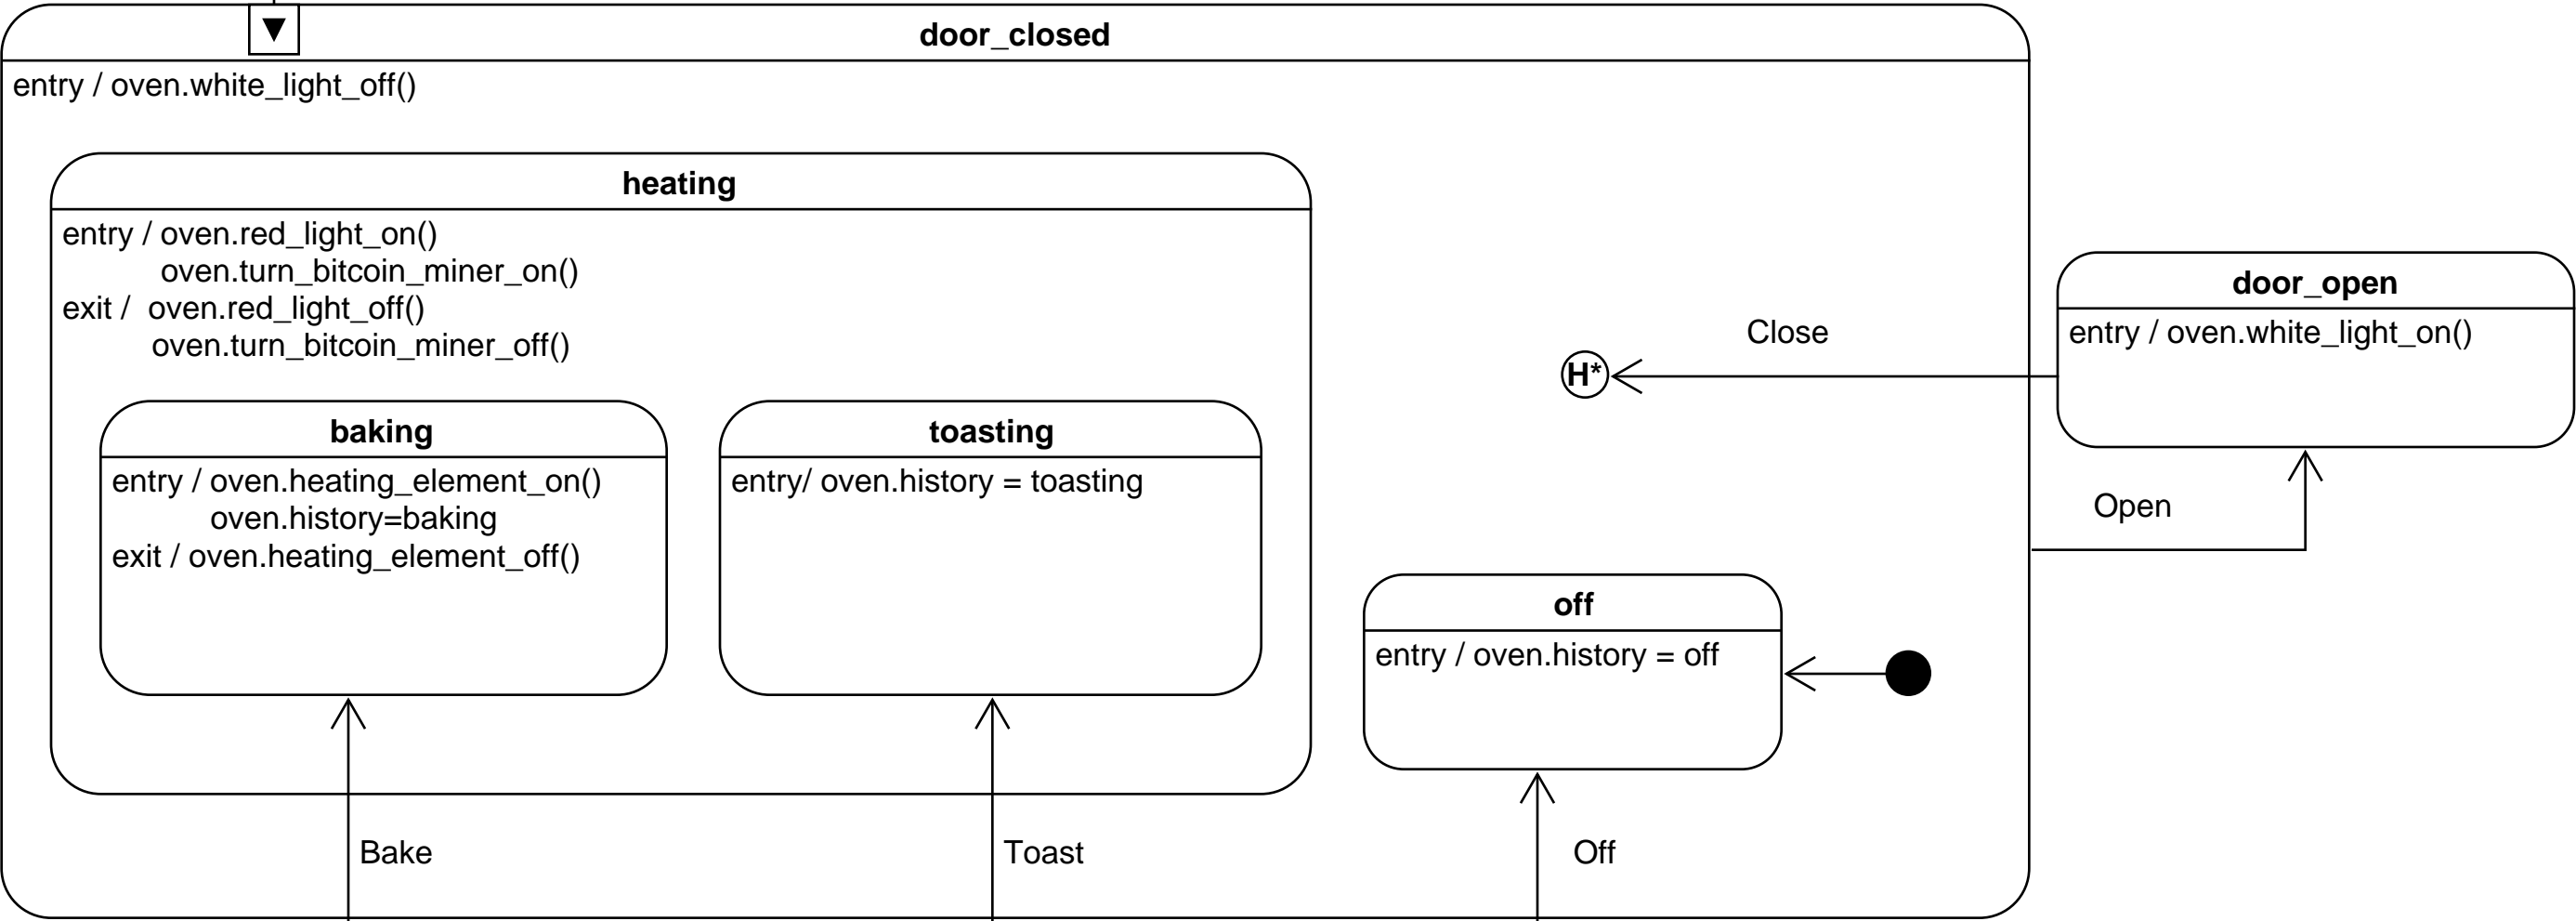 door_closed
entry / oven.white_light_off()
heating
entry / oven.red_light_on()
oven.turn_bitcoin_miner_on()
exit /  oven.red_light_off()
oven.turn_bitcoin_miner_off()
door_open
entry / oven.white_light_on()
Close
H*
baking
entry / oven.heating_element_on()
oven.history=baking
exit / oven.heating_element_off()
toasting
entry/ oven.history = toasting
Open
off
entry / oven.history = off
Bake
Toast
Off